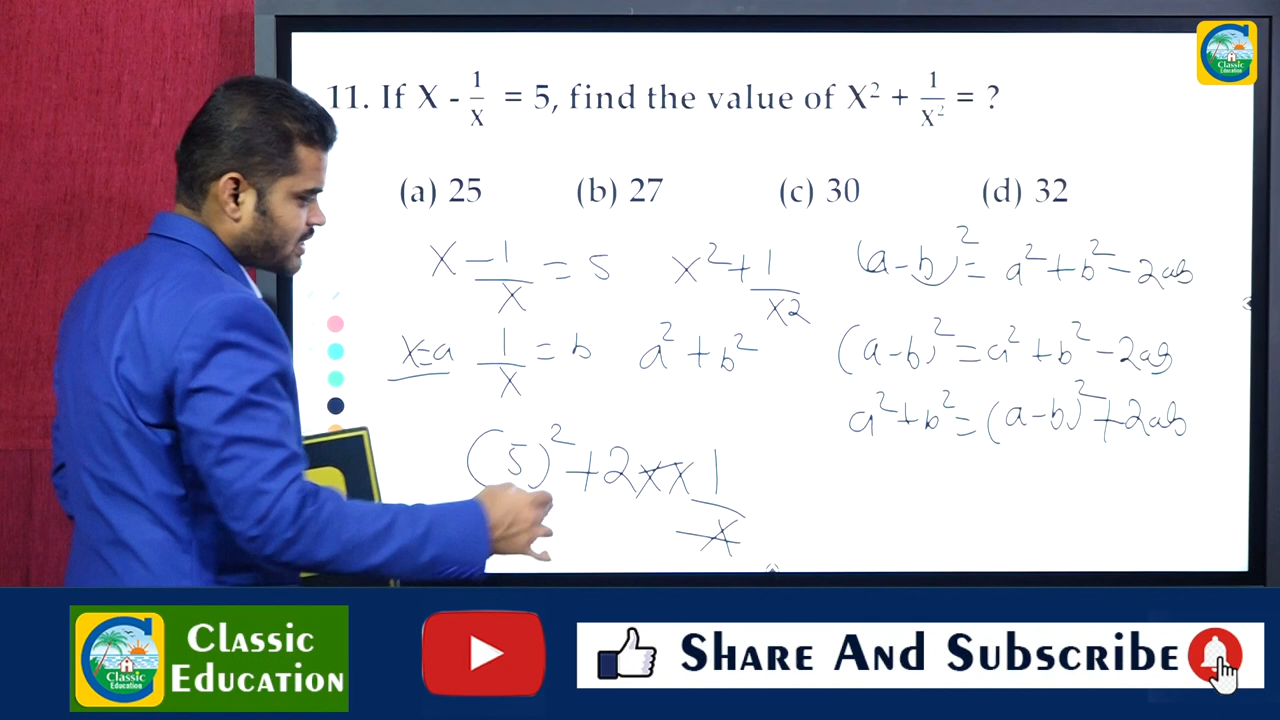 Classic
Education
11. If X - 1/X = 5, find the value of X² + 1/X² = ?
(a) 25 (b) 27 (c) 30 (d) 32
x - 1/x = 5 x² + 1/x² (a-b)² = a² + b² - 2ab
x=a 1/x = b a² + b² (a-b)² = a² + b² - 2ab
a² + b² = (a-b)² + 2ab
(5)² + 2x x 1/x
Classic
Education
SHARE AND SUBSCRIBE